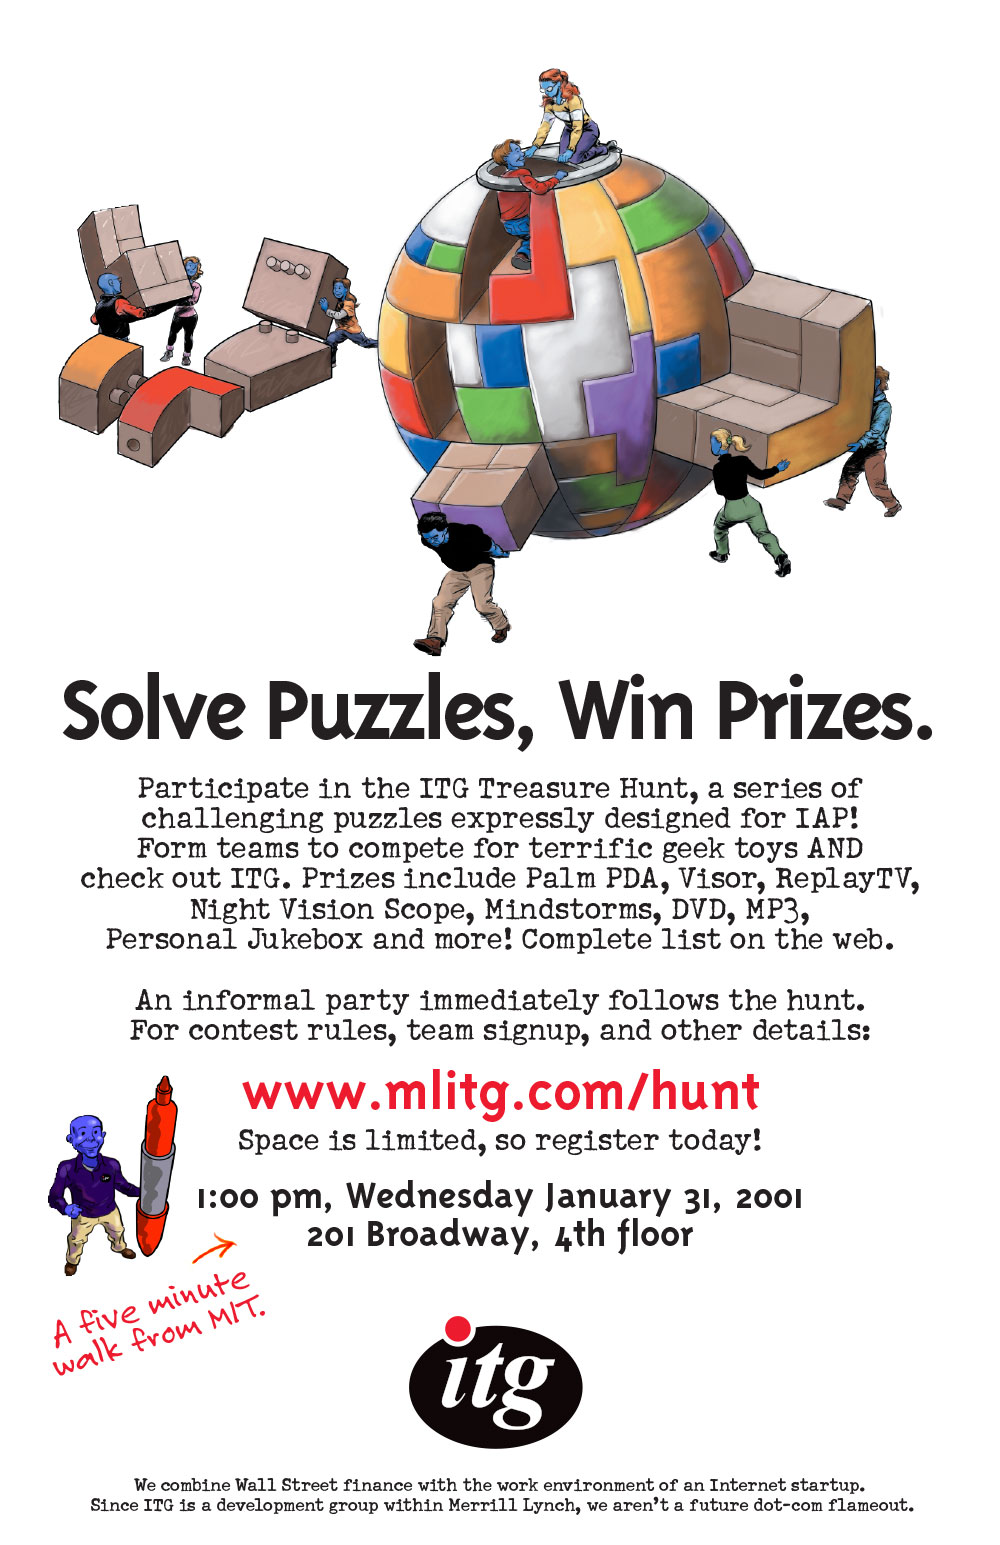 Solve Puzzles, Win Prizes.
Participate in the ITG Treasure Hunt, a series of
challenging puzzles expressly designed for IAP!
Form teams to compete for terrific geek toys AND
check out ITG. Prizes include Palm PDA, Visor, ReplayTV,
Night Vision Scope, Mindstorms, DVD, MP3,
Personal Jukebox and more! Complete list on the web.
An informal party immediately follows the hunt.
For contest rules, team signup, and other details:
www.mlitg.com/hunt
Space is limited, so register today!
1:00 pm, Wednesday January 31, 2001
201 Broadway, 4th floor
A five minute
walk from MIT.
itg
We combine Wall Street finance with the work environment of an Internet startup.
Since ITG is a development group within Merrill Lynch, we aren't a future dot-com flameout.